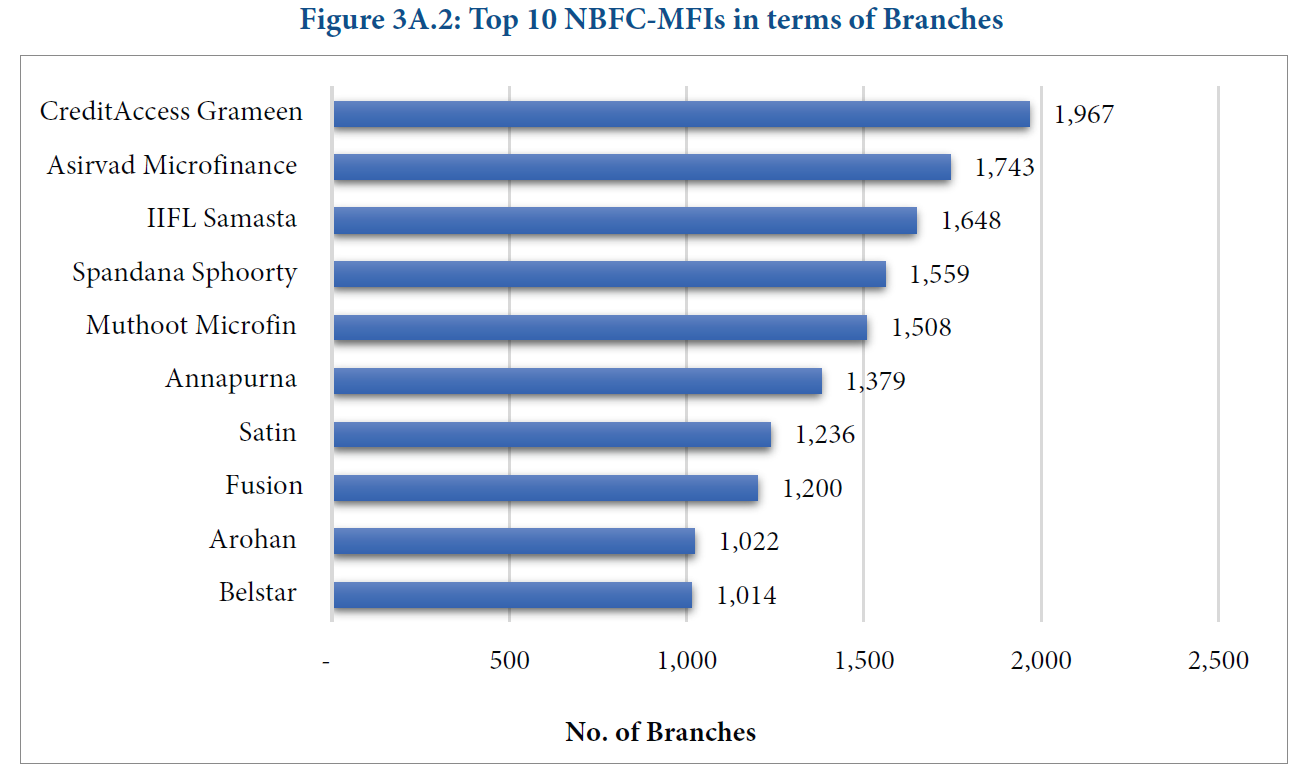 Figure 3A.2: Top 10 NBFC-MFIs in terms of Branches
CreditAccess Grameen 1,967
Asirvad Microfinance 1,743
IIFL Samasta 1,648
Spandana Sphoorty 1,559
Muthoot Microfin 1,508
Annapurna 1,379
Satin 1,236
Fusion 1,200
Arohan 1,022
Belstar 1,014
- 500 1,000 1,500 2,000 2,500
No. of Branches